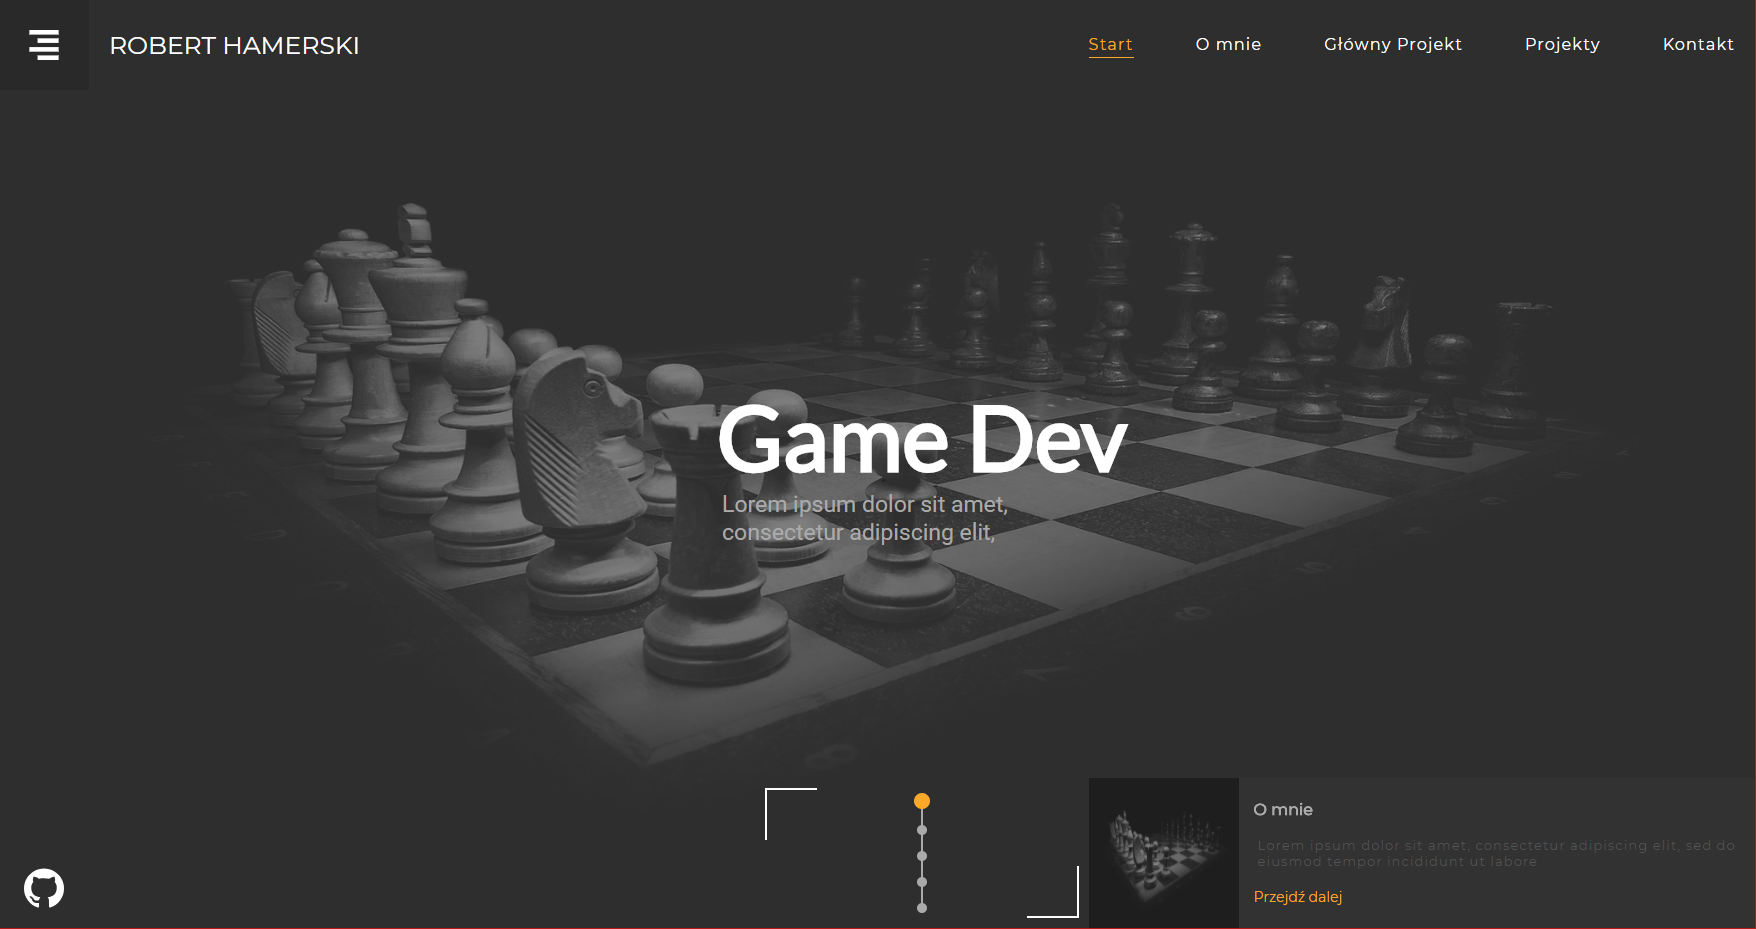 ROBERT HAMERSKI
Start
O mnie
Główny Projekt
Projekty
Kontakt
Game Dev
Lorem ipsum dolor sit amet,
consectetur adipiscing elit,
O mnie
Lorem ipsum dolor sit amet, consectetur adipiscing elit, sed do
eiusmod tempor incididunt ut labore
Przejdź dalej